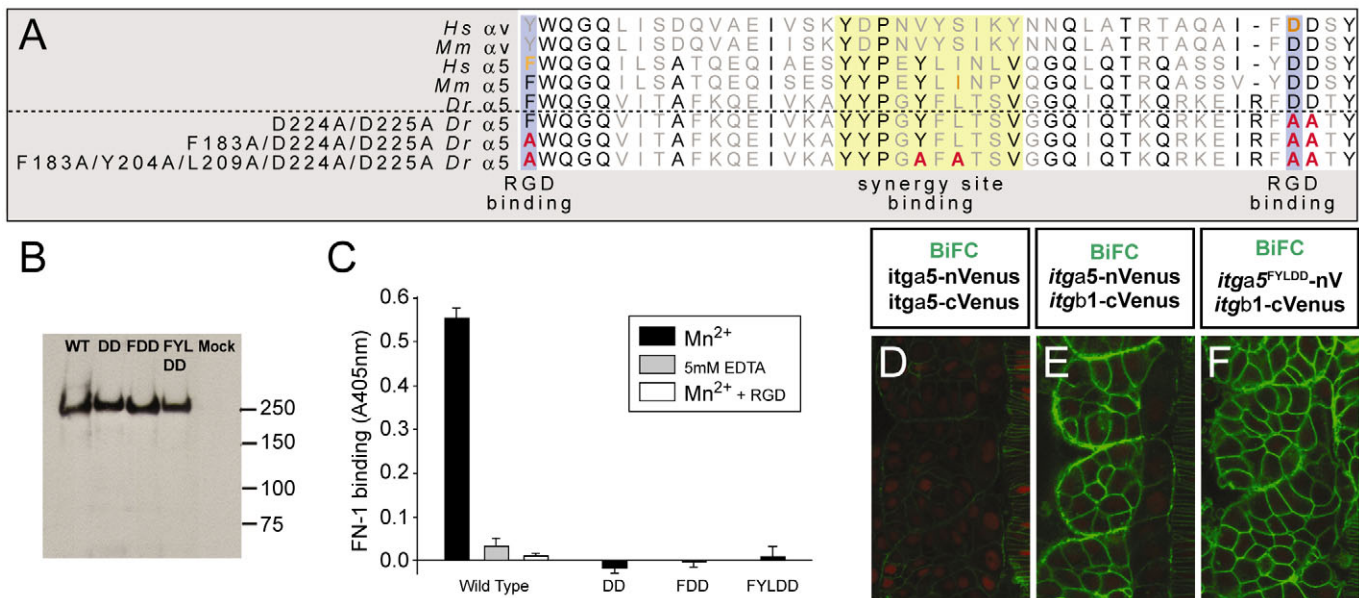 A
Hs αv YWQGQLISDQVAEIVSKYDPNVYSIKYNNQLATRTAQAI-FDDSY
Mm αv YWQGQLISDQVAEIISKYDPNVYSIKYNNQLATRTAQAI-FDDSY
Hs α5 FWQGQILSATQEQIAESYYPEYLINLVQGQLQTRQASSI-YDDSY
Mm α5 FWQGQILSATQEQISESYYPEYLINPVQGQLQTRQASSV-YDDSY
Dr α5 FWQGQVITAFKQEIVKAYYPGYFLTSVGGQIQTKQRKEIRFDDTY
D224A/D225A Dr α5 FWQGQVITAFKQEIVKAYYPGYFLTSVGGQIQTKQRKEIRFAATY
F183A/D224A/D225A Dr α5 AWQGQVITAFKQEIVKAYYPGYFLTSVGGQIQTKQRKEIRFAATY
F183A/Y204A/L209A/D224A/D225A Dr α5 AWQGQVITAFKQEIVKAYYPGAFATSVGGQIQTKQRKEIRFAATY
RGD
binding
synergy site
binding
RGD
binding
B
WT DD FDD FYL Mock
DD
250
150
100
75
C
FN-1 binding (A405nm)
0.6
0.5
0.4
0.3
0.2
0.1
0.0
Mn2+
5mM EDTA
Mn2+ + RGD
Wild Type DD FDD FYLDD
BiFC
itga5-nVenus
itga5-cVenus
BiFC
itga5-nVenus
itgb1-cVenus
BiFC
itga5FYLDD-nV
itgb1-cVenus
D
E
F